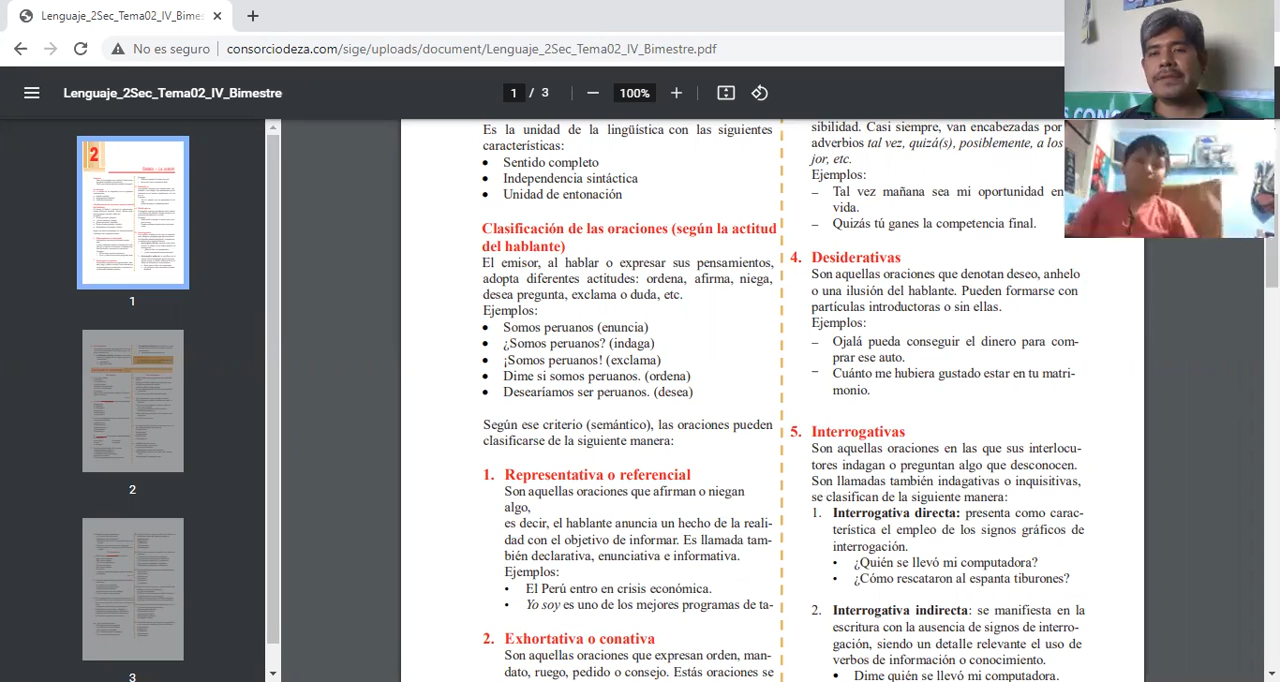 Lenguaje_2Sec_Tema02_IV_Bimes
No es seguro
consorciodeza.com/sige/uploads/document/Lenguaje_2Sec_Tema02_IV_Bimestre.pdf
Lenguaje_2Sec_Tema02_IV_Bimestre
1 / 3
100%
2
1
2
3
Es la unidad de la lingüística con las siguientes
características:
• Sentido completo
• Independencia sintáctica
• Unidad de entonación
Clasificación de las oraciones (según la actitud
del hablante)
El emisor al hablar o expresar sus pensamientos,
adopta diferentes actitudes: ordena, afirma, niega,
desea pregunta, exclama o duda, etc.
Ejemplos:
• Somos peruanos (enuncia)
• ¿Somos peruanos? (indaga)
• ¡Somos peruanos! (exclama)
• Dime si somos peruanos. (ordena)
• Desearíamos ser peruanos. (desea)
Según ese criterio (semántico), las oraciones pueden
clasificarse de la siguiente manera:
1. Representativa o referencial
Son aquellas oraciones que afirman o niegan
algo,
es decir, el hablante anuncia un hecho de la reali-
dad con el objetivo de informar. Es llamada tam-
bién enunciativa, enunciativa e informativa.
Ejemplos:
• El Perú entro en crisis económica.
• Yo soy es uno de los mejores programas de ta-
2. Exhortativa o conativa
Son aquellas oraciones que expresan orden, man-
dato, ruego, pedido o consejo. Estás oraciones se
sibilidad. Casi siempre, van encabezadas por
adverbios tal vez, quizá(s), posiblemente, a los
jor, etc.
Ejemplos:
– Tal vez mañana sea mi oportunidad en
vida.
– Quizás tú ganes la competencia final.
4. Desiderativas
Son aquellas oraciones que denotan deseo, anhelo
o una ilusión del hablante. Pueden formarse con
partículas introductoras o sin ellas.
Ejemplos:
– Ojalá pueda conseguir el dinero para com-
prar ese auto.
– Cuánto me hubiera gustado estar en tu matri-
monio.
5. Interrogativas
Son aquellas oraciones en las que sus interlocu-
tores indagan o preguntan algo que desconocen.
Son llamadas también indagativas o inquisitivas,
se clasifican de la siguiente manera:
1. Interrogativa directa: presenta como carac-
terística el empleo de los signos gráficos de
interrogación.
• ¿Quién se llevó mi computadora?
• ¿Cómo rescataron al espanta tiburones?
2. Interrogativa indirecta: se manifiesta en la
escritura con la ausencia de signos de interro-
gación, siendo un detalle relevante el uso de
verbos de información o conocimiento.
• Dime quién se llevó mi computadora.